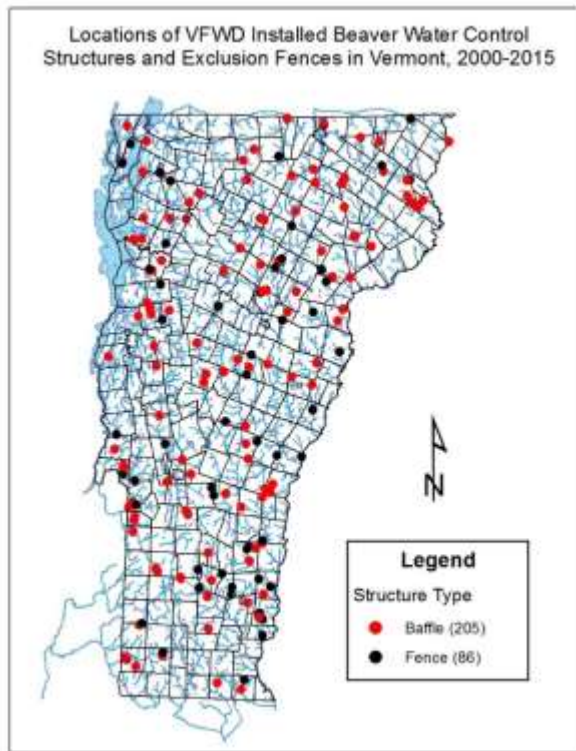 Locations of VFWD Installed Beaver Water Control
Structures and Exclusion Fences in Vermont, 2000-2015
N
Legend
Structure Type
Baffle (205)
Fence (86)